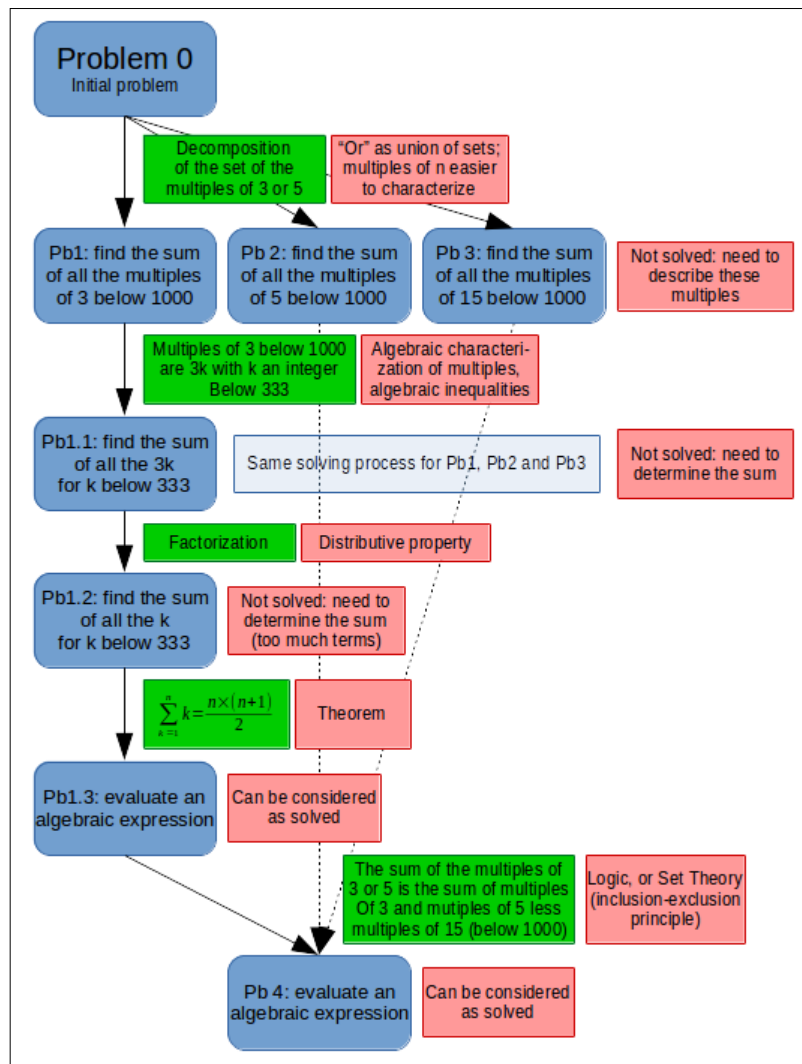 Problem 0
Initial problem
Decomposition
of the set of the
multiples of 3 or 5
“Or” as union of sets;
multiples of n easier
to characterize
Pb1: find the sum
of all the multiples
of 3 below 1000
Pb 2: find the sum
of all the multiples
of 5 below 1000
Pb 3: find the sum
of all the multiples
of 15 below 1000
Not solved: need to
describe these
multiples
Multiples of 3 below 1000
are 3k with k an integer
Below 333
Algebraic characteri-
zation of multiples,
algebraic inequalities
Pb1.1: find the sum
of all the 3k
for k below 333
Same solving process for Pb1, Pb2 and Pb3
Not solved: need to
determine the sum
Factorization
Distributive property
Pb1.2: find the sum
of all the k
for k below 333
Not solved: need to
determine the sum
(too much terms)
∑_{k=1}^{n} k = n×(n+1)/2
Theorem
Pb1.3: evaluate an
algebraic expression
Can be considered
as solved
The sum of the multiples of
3 or 5 is the sum of multiples
Of 3 and mutiples of 5 less
multiples of 15 (below 1000)
Logic, or Set Theory
(inclusion-exclusion
principle)
Pb 4: evaluate an
algebraic expression
Can be considered
as solved